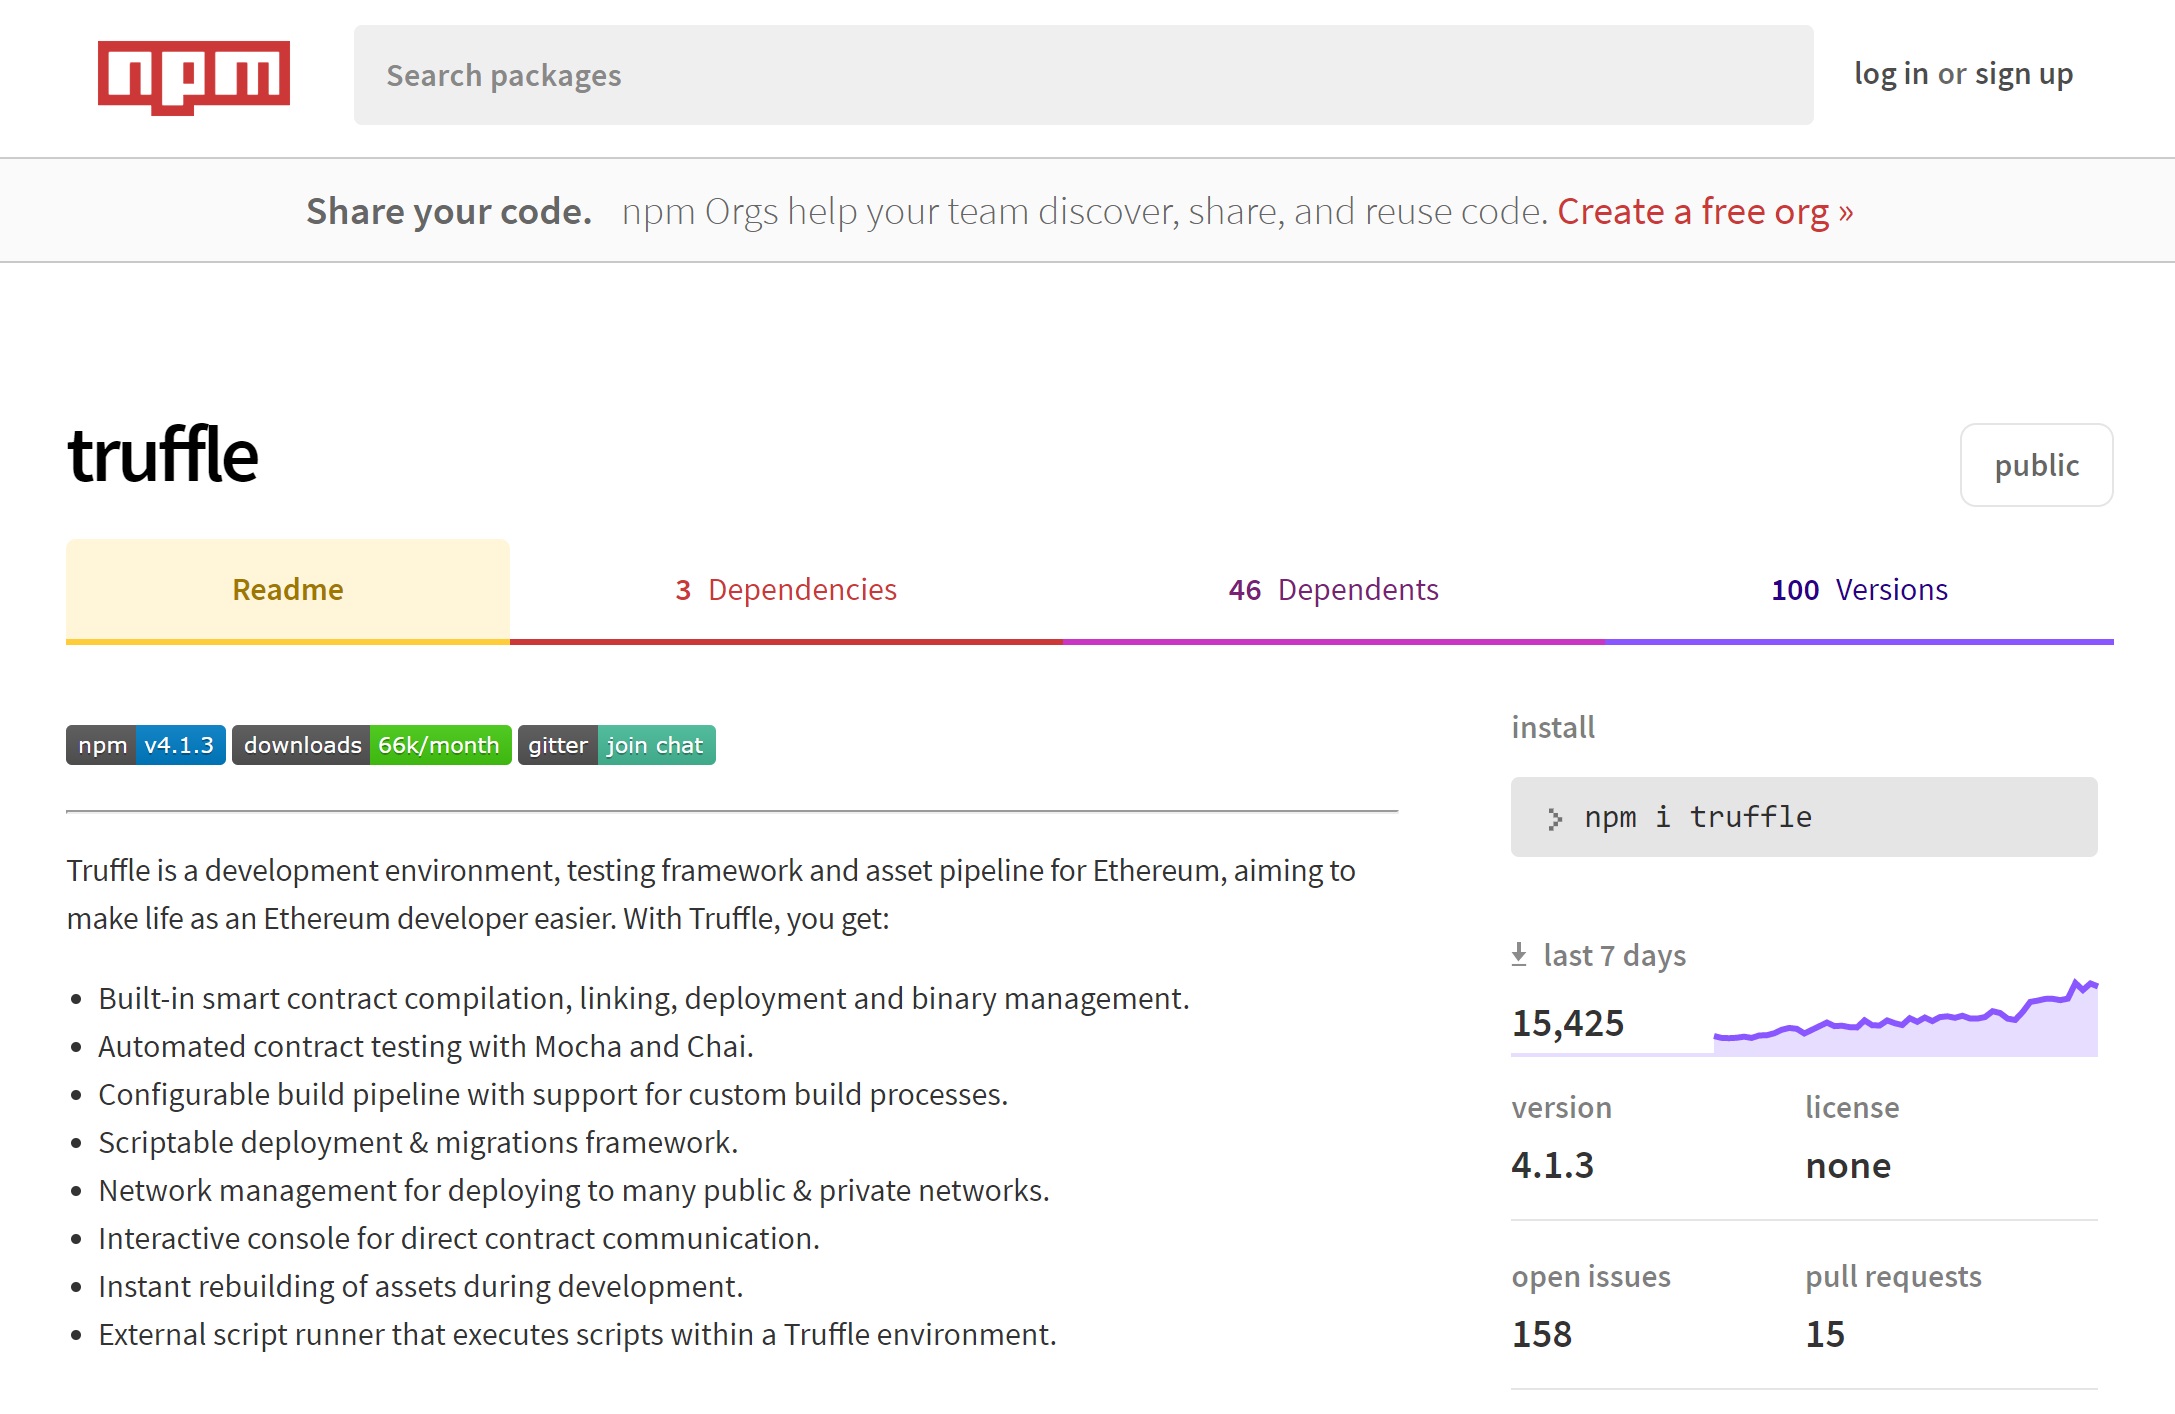 npm
Search packages
log in or sign up
Share your code. npm Orgs help your team discover, share, and reuse code. Create a free org »
truffle
public
Readme
3 Dependencies
46 Dependents
100 Versions
npm v4.1.3
downloads 66k/month
gitter join chat
Truffle is a development environment, testing framework and asset pipeline for Ethereum, aiming to
make life as an Ethereum developer easier. With Truffle, you get:
• Built-in smart contract compilation, linking, deployment and binary management.
• Automated contract testing with Mocha and Chai.
• Configurable build pipeline with support for custom build processes.
• Scriptable deployment & migrations framework.
• Network management for deploying to many public & private networks.
• Interactive console for direct contract communication.
• Instant rebuilding of assets during development.
• External script runner that executes scripts within a Truffle environment.
install
npm i truffle
last 7 days
15,425
version
4.1.3
license
none
open issues
158
pull requests
15